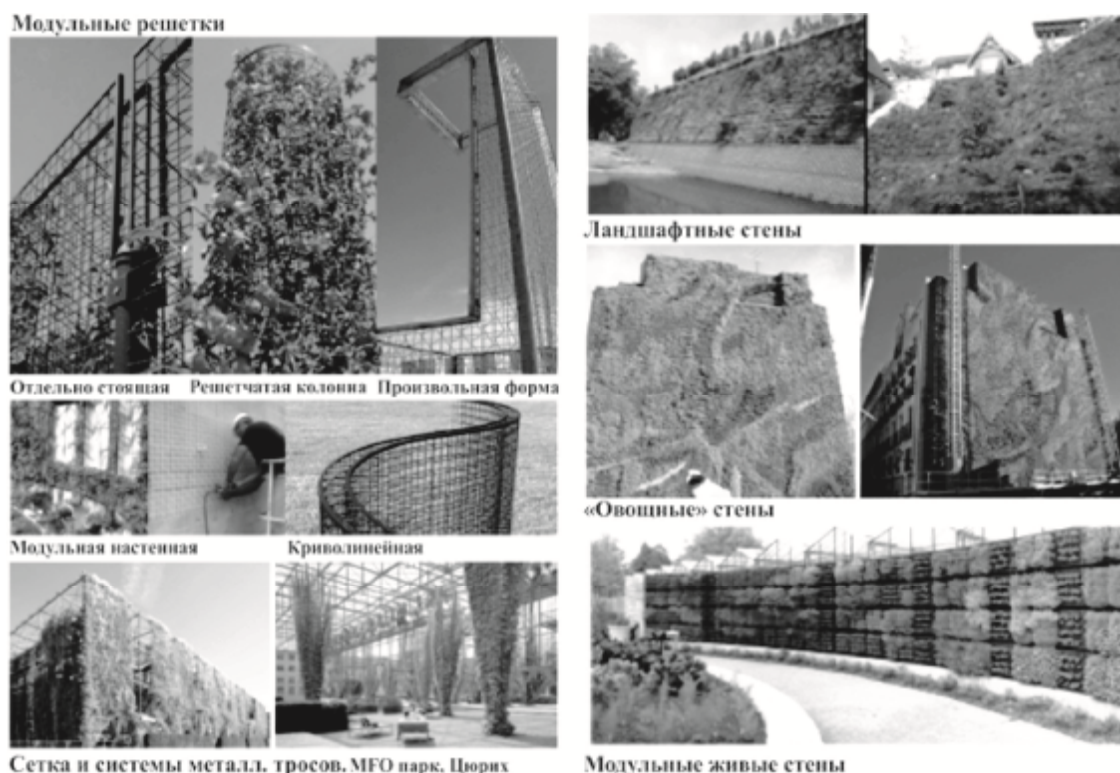 Модульные решетки
Отдельно стоящая
Решетчатая колонна
Произвольная форма
Модульная настенная
Криволинейная
Сетка и системы металл. тросов. MFO парк. Цюрих
Ландшафтные стены
«Овощные» стены
Модульные живые стены